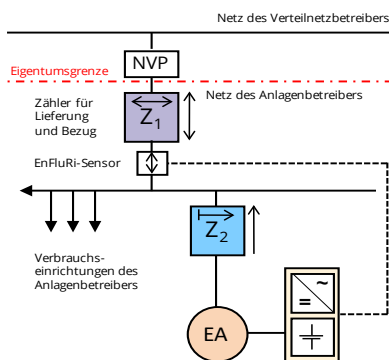 Netz des Verteilnetzbetreibers
NVP
Eigentumsgrenze
Netz des Anlagenbetreibers
Zähler für
Lieferung
und Bezug
Z1
EnFluRi-Sensor
Z2
Verbrauchs-
einrichtungen des
Anlagenbetreibers
EA